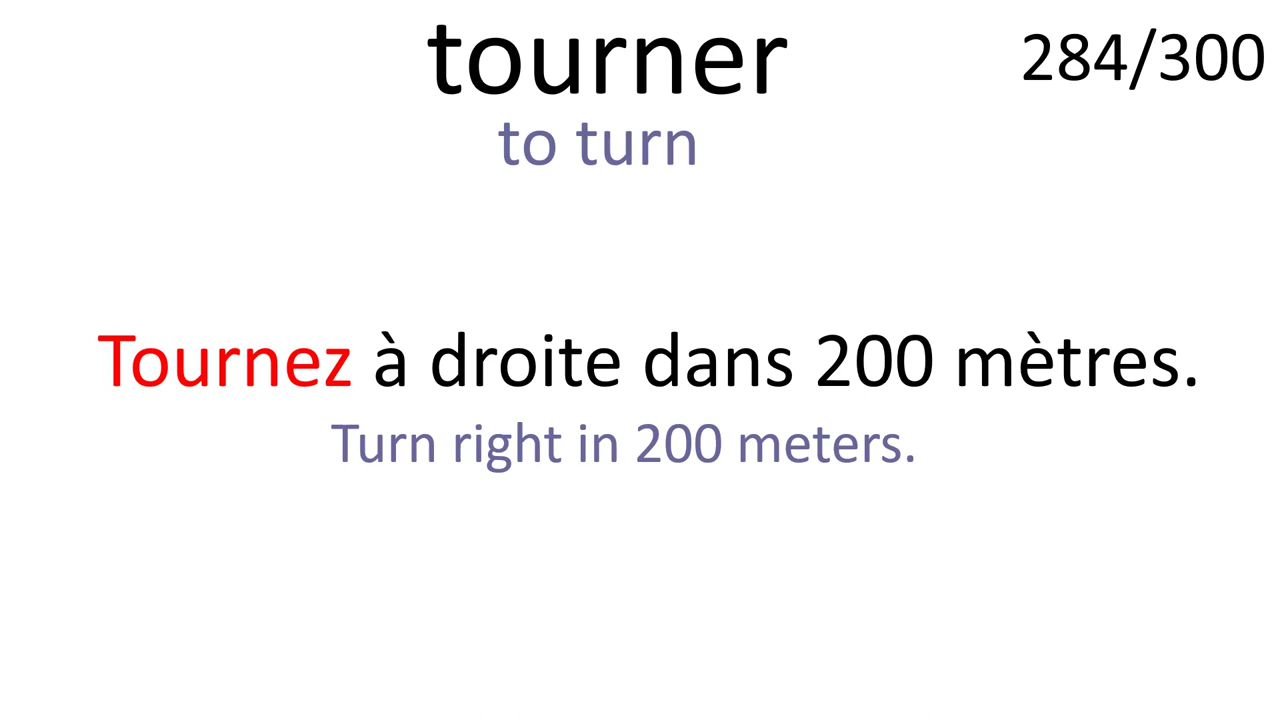 tourner
284/300
to turn
Tournez à droite dans 200 mètres.
Turn right in 200 meters.